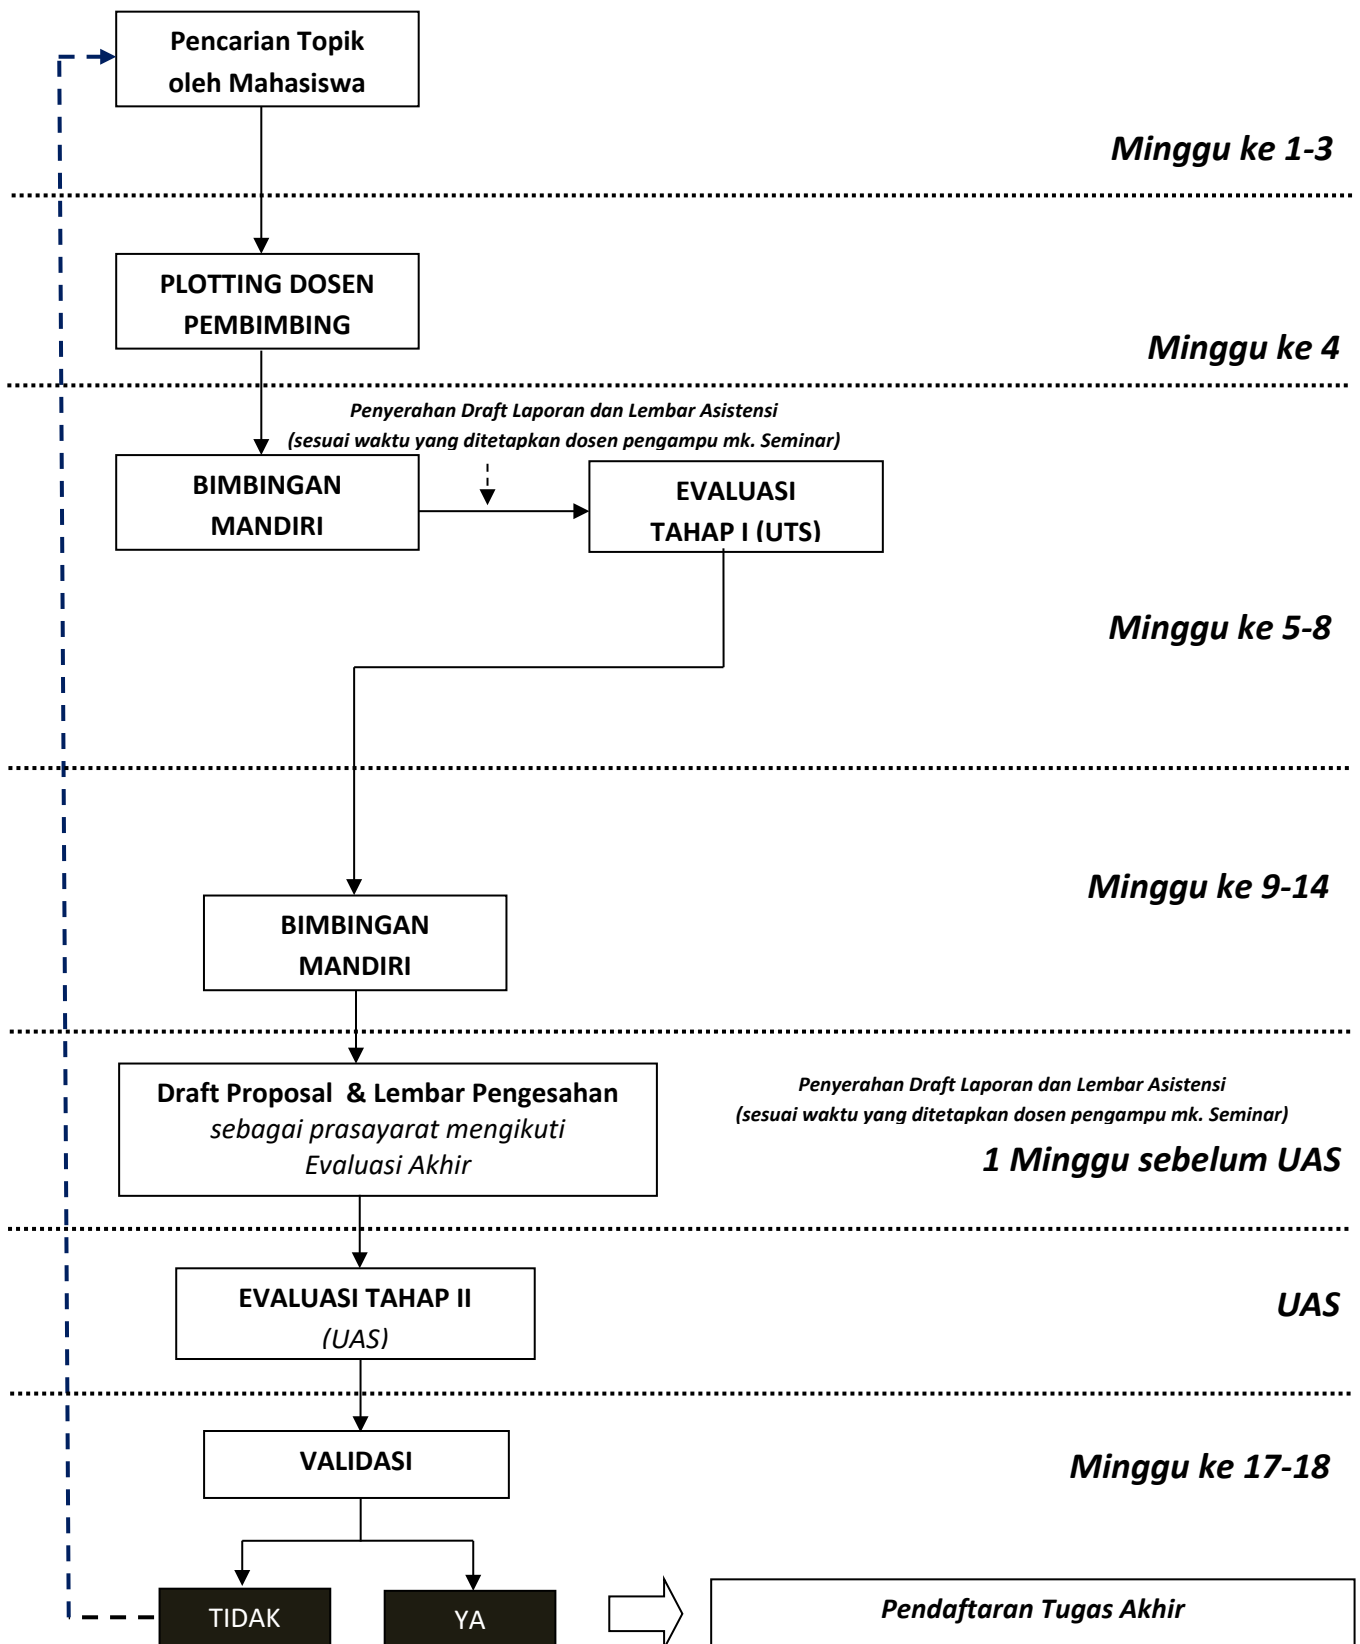 Pencarian Topik
oleh Mahasiswa
Minggu ke 1-3
PLOTTING DOSEN
PEMBIMBING
Minggu ke 4
Penyerahan Draft Laporan dan Lembar Asistensi
(sesuai waktu yang ditetapkan dosen pengampu mk. Seminar)
BIMBINGAN
MANDIRI
EVALUASI
TAHAP I (UTS)
Minggu ke 5-8
Minggu ke 9-14
BIMBINGAN
MANDIRI
Draft Proposal & Lembar Pengesahan
sebagai prasayarat mengikuti
Evaluasi Akhir
Penyerahan Draft Laporan dan Lembar Asistensi
(sesuai waktu yang ditetapkan dosen pengampu mk. Seminar)
1 Minggu sebelum UAS
EVALUASI TAHAP II
(UAS)
UAS
VALIDASI
Minggu ke 17-18
TIDAK
YA
Pendaftaran Tugas Akhir